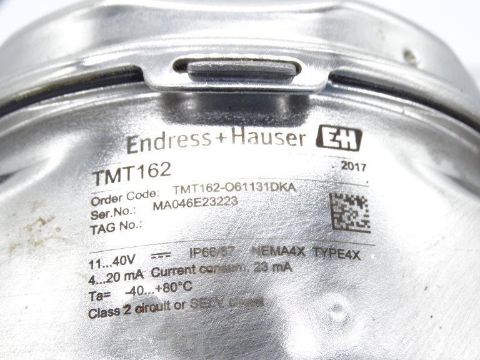 Endress+Hauser EH
TMT162
2017
Order Code: TMT162-O61131DKA
Ser.No.: MA046E23223
TAG No.:
11...40V IP66/67 NEMA4X TYPE4X
4...20 mA Current consum. 23 mA
Ta= -40...+80°C
Class 2 circuit or SELV